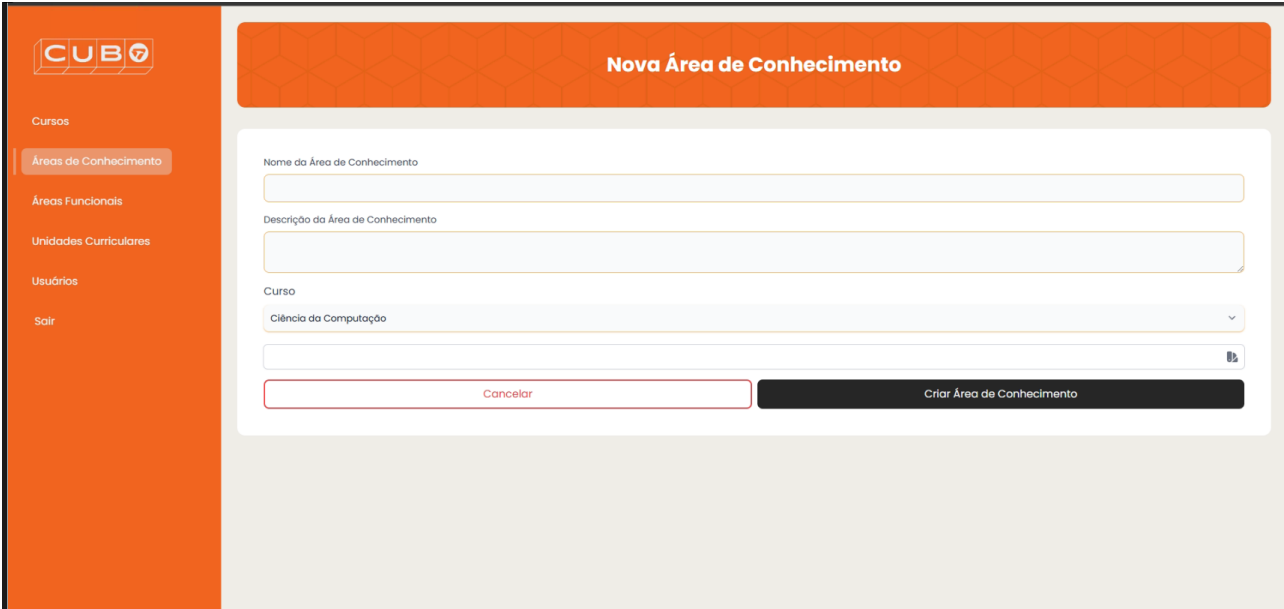 CUBO
Cursos
Áreas de Conhecimento
Áreas Funcionais
Unidades Curriculares
Usuários
Sair
Nova Área de Conhecimento
Nome da Área de Conhecimento
Descrição da Área de Conhecimento
Curso
Ciência da Computação
Cancelar
Criar Área de Conhecimento